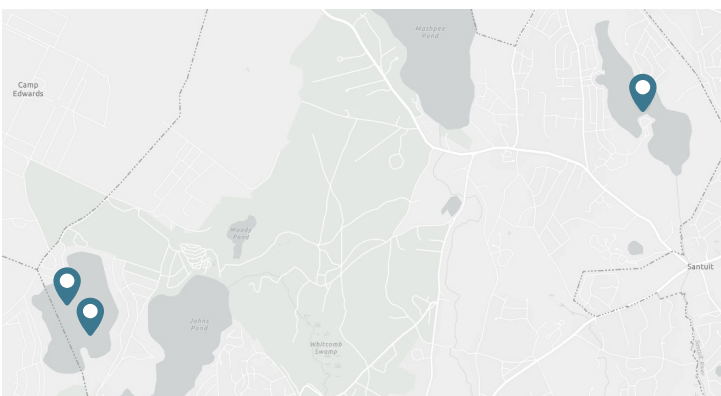 Mashpee
Pond
Camp
Edwards
Moody
Pond
Santuit
Johns
Pond
Whitcomb
Swamp